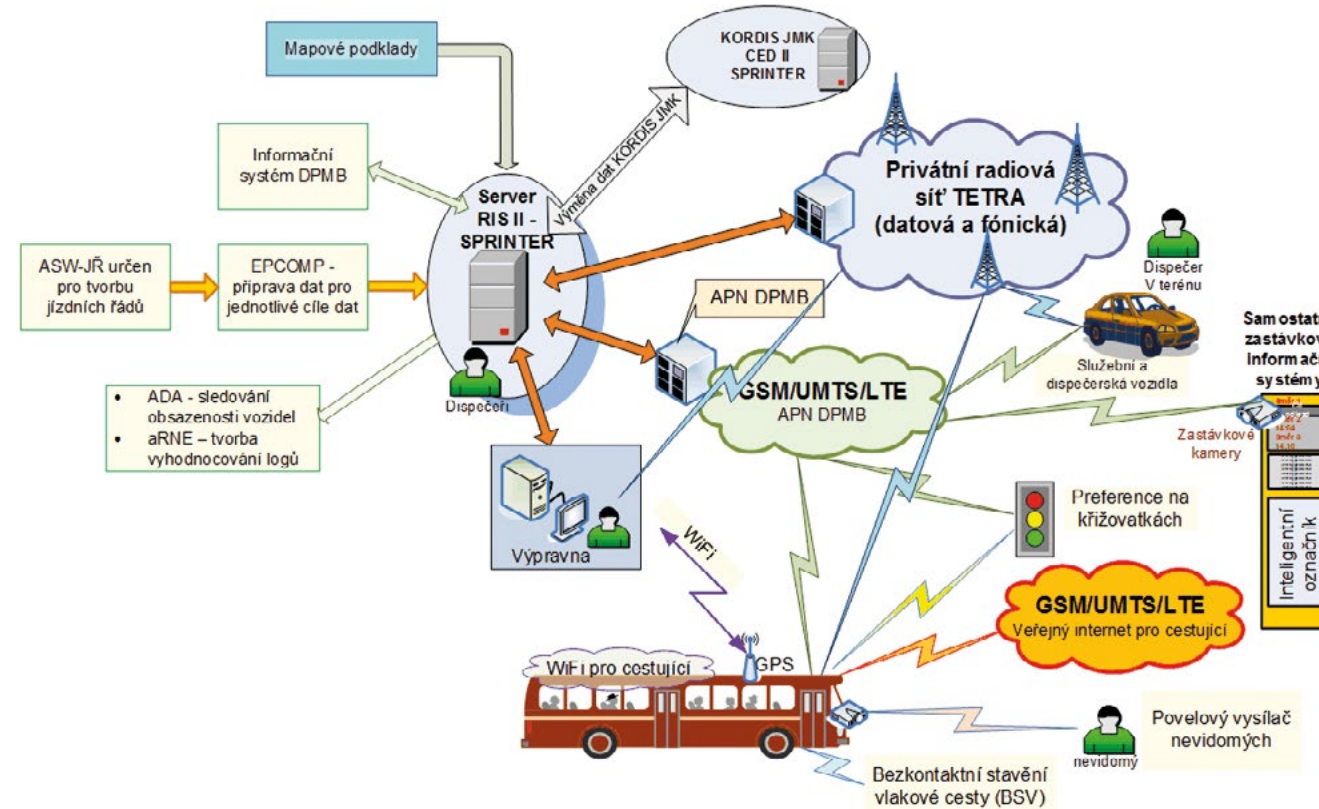 Mapové podklady
KORDIS JMK
CED II
SPRINTER
Výměna dat KORDIS JMK
Informační
systém DPMB
Server
RIS II -
SPRINTER
Privátní radiová
síť TETRA
(datová a fónická)
ASW-JŘ určen
pro tvorbu
jízdních řádů
EPCOMP -
příprava dat pro
jednotlivé cíle dat
Dispečer
V terénu
APN DPMB
Služební a
dispečerská vozidla
• ADA - sledování
obsazenosti vozidel
• aRNE – tvorba
vyhodnocování logů
Dispečeři
GSM/UMTS/LTE
APN DPMB
Zastávkové
kamery
Inteligentní
označník
Výpravna
WiFi
Preference na
křižovatkách
GSM/UMTS/LTE
Veřejný internet pro cestující
WiFi pro cestující
GPS
nevidomý
Povelový vysílač
nevidomých
Bezkontaktní stavění
vlakové cesty (BSV)